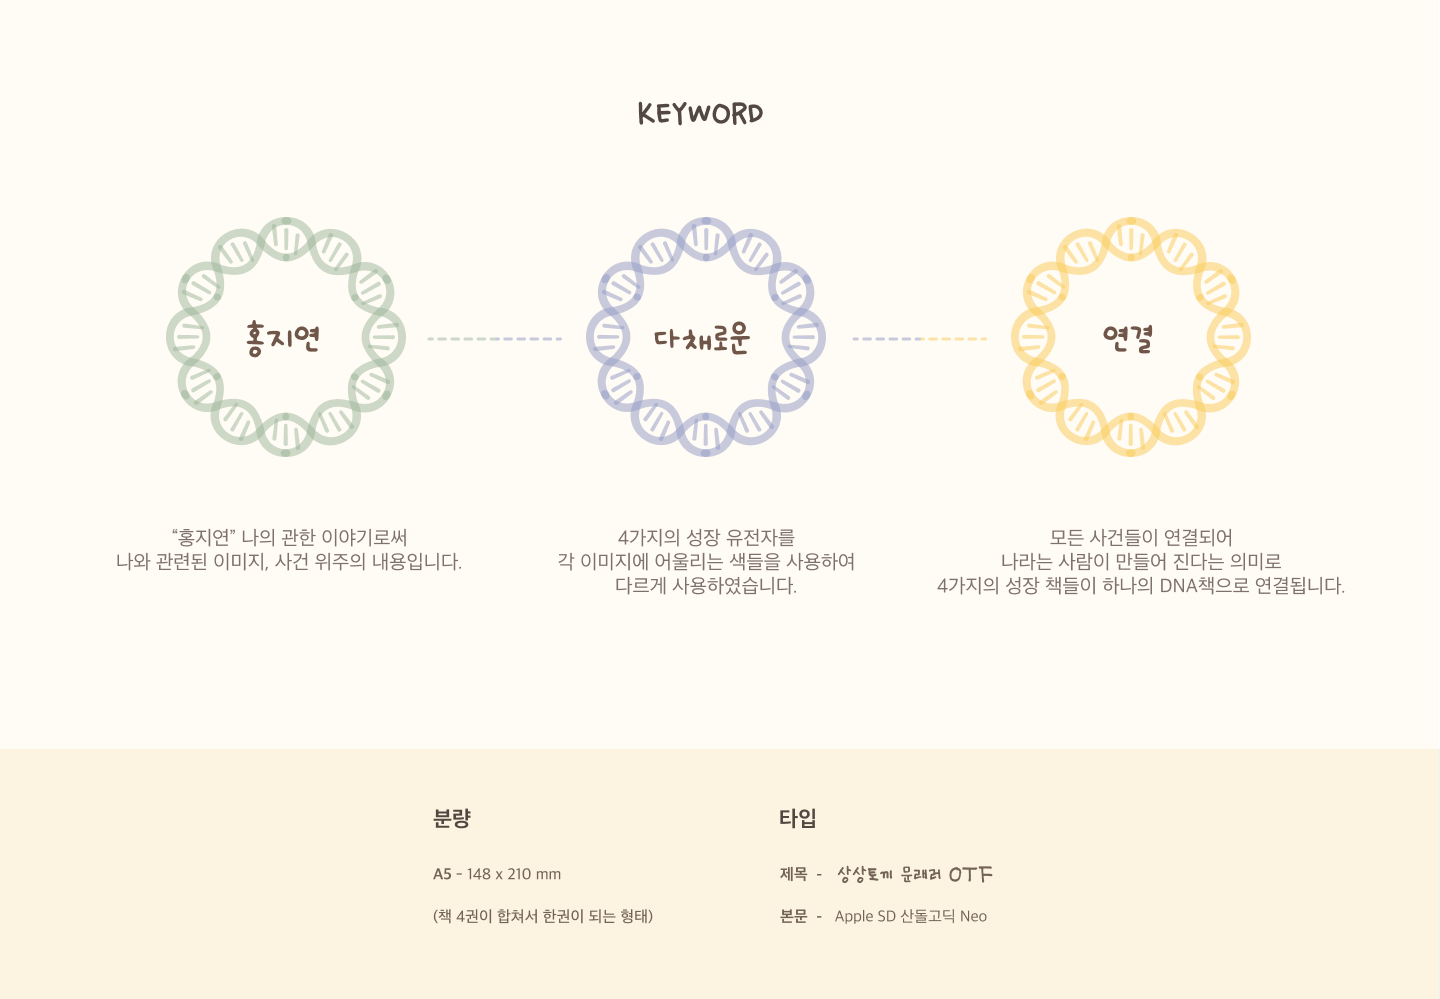 KEYWORD
홍지연
다채로운
연결
“홍지연” 나의 관한 이야기로써
나와 관련된 이미지, 사건 위주의 내용입니다.
4가지의 성장 유전자를
각 이미지에 어울리는 색들을 사용하여
다르게 사용하였습니다.
모든 사건들이 연결되어
나라는 사람이 만들어 진다는 의미로
4가지의 성장 책들이 하나의 DNA책으로 연결됩니다.
분량
A5 - 148 x 210 mm
(책 4권이 합쳐서 한권이 되는 형태)
타입
제목 - 상상토끼 문래러 OTF
본문 - Apple SD 산돌고딕 Neo